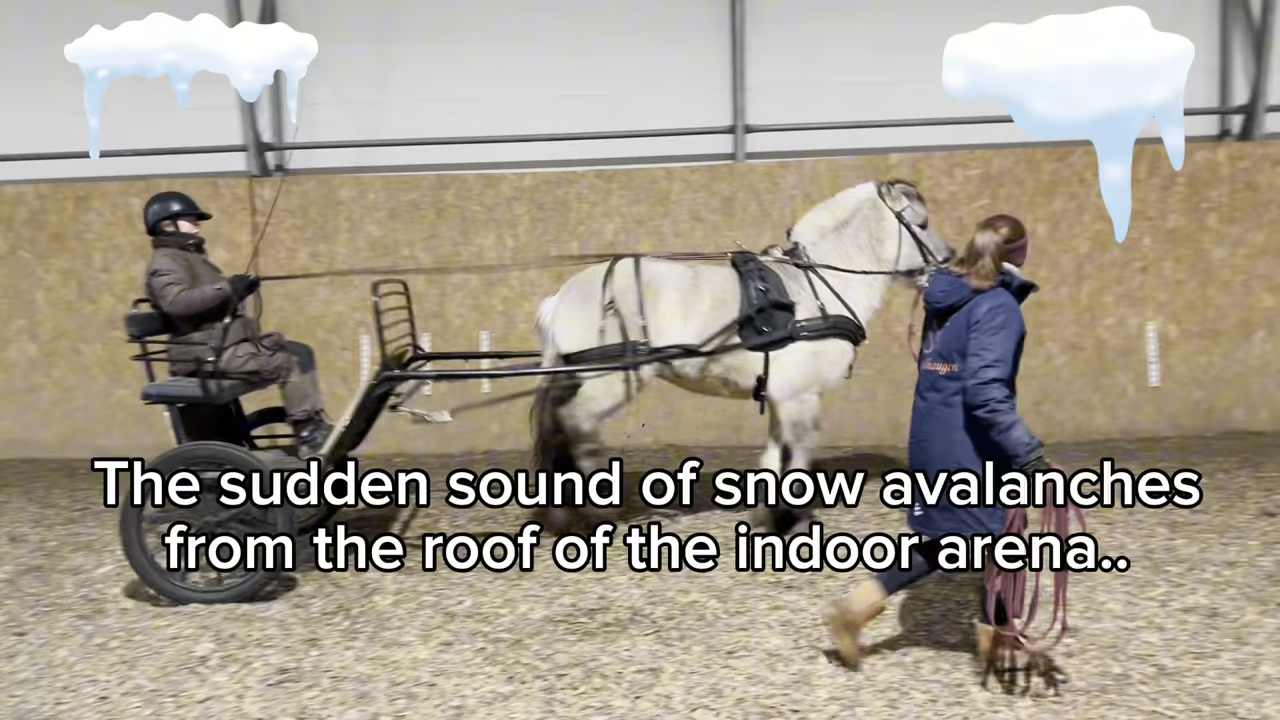 The sudden sound of snow avalanches
from the roof of the indoor arena..